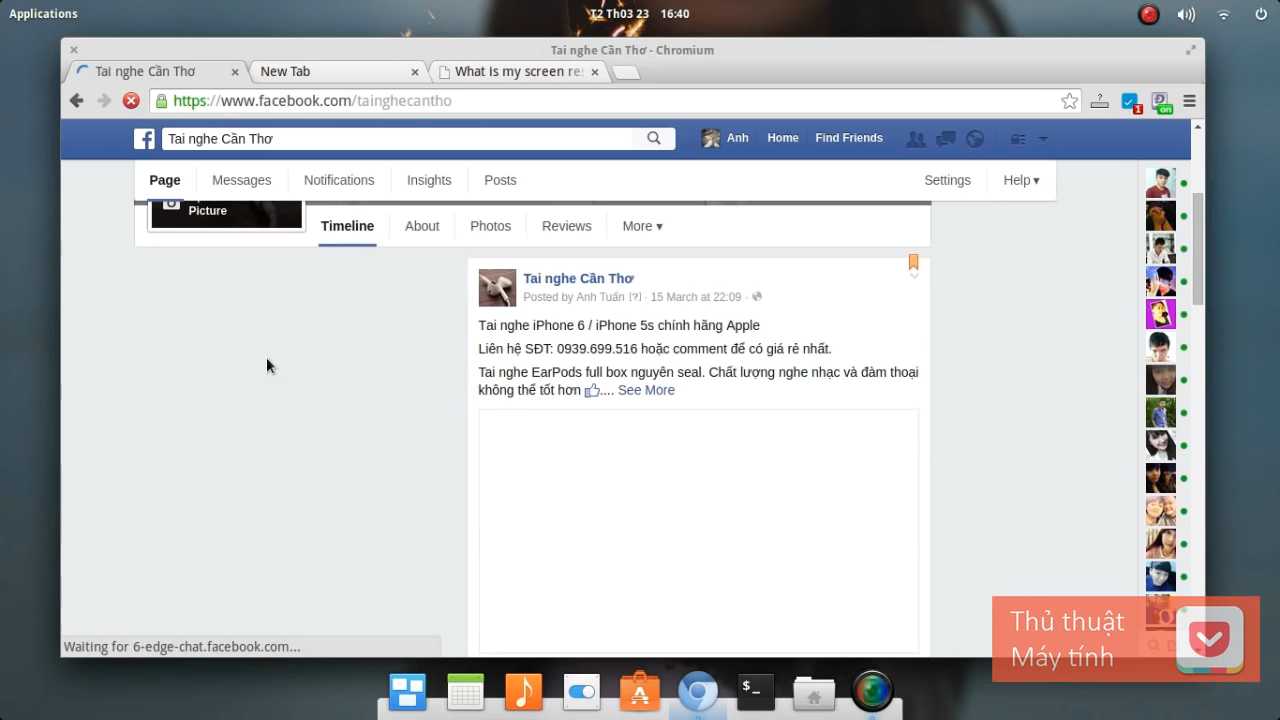 Applications
T2 Th03 23 16:40
Tai nghe Cần Thơ - Chromium
Tai nghe Cần Thơ
New Tab
What is my screen res
https://www.facebook.com/tainghecantho
1
on
Tai nghe Cần Thơ
Anh
Home
Find Friends
Page
Messages
Notifications
Insights
Posts
Settings
Help ▾
Picture
Timeline
About
Photos
Reviews
More ▾
Tai nghe Cần Thơ
Posted by Anh Tuấn [?] · 15 March at 22:09 ·
Tai nghe iPhone 6 / iPhone 5s chính hãng Apple
Liên hệ SĐT: 0939.699.516 hoặc comment để có giá rẻ nhất.
Tai nghe EarPods full box nguyên seal. Chất lượng nghe nhạc và đàm thoại
không thể tốt hơn .... See More
Waiting for 6-edge-chat.facebook.com...
Thủ thuật
Máy tính